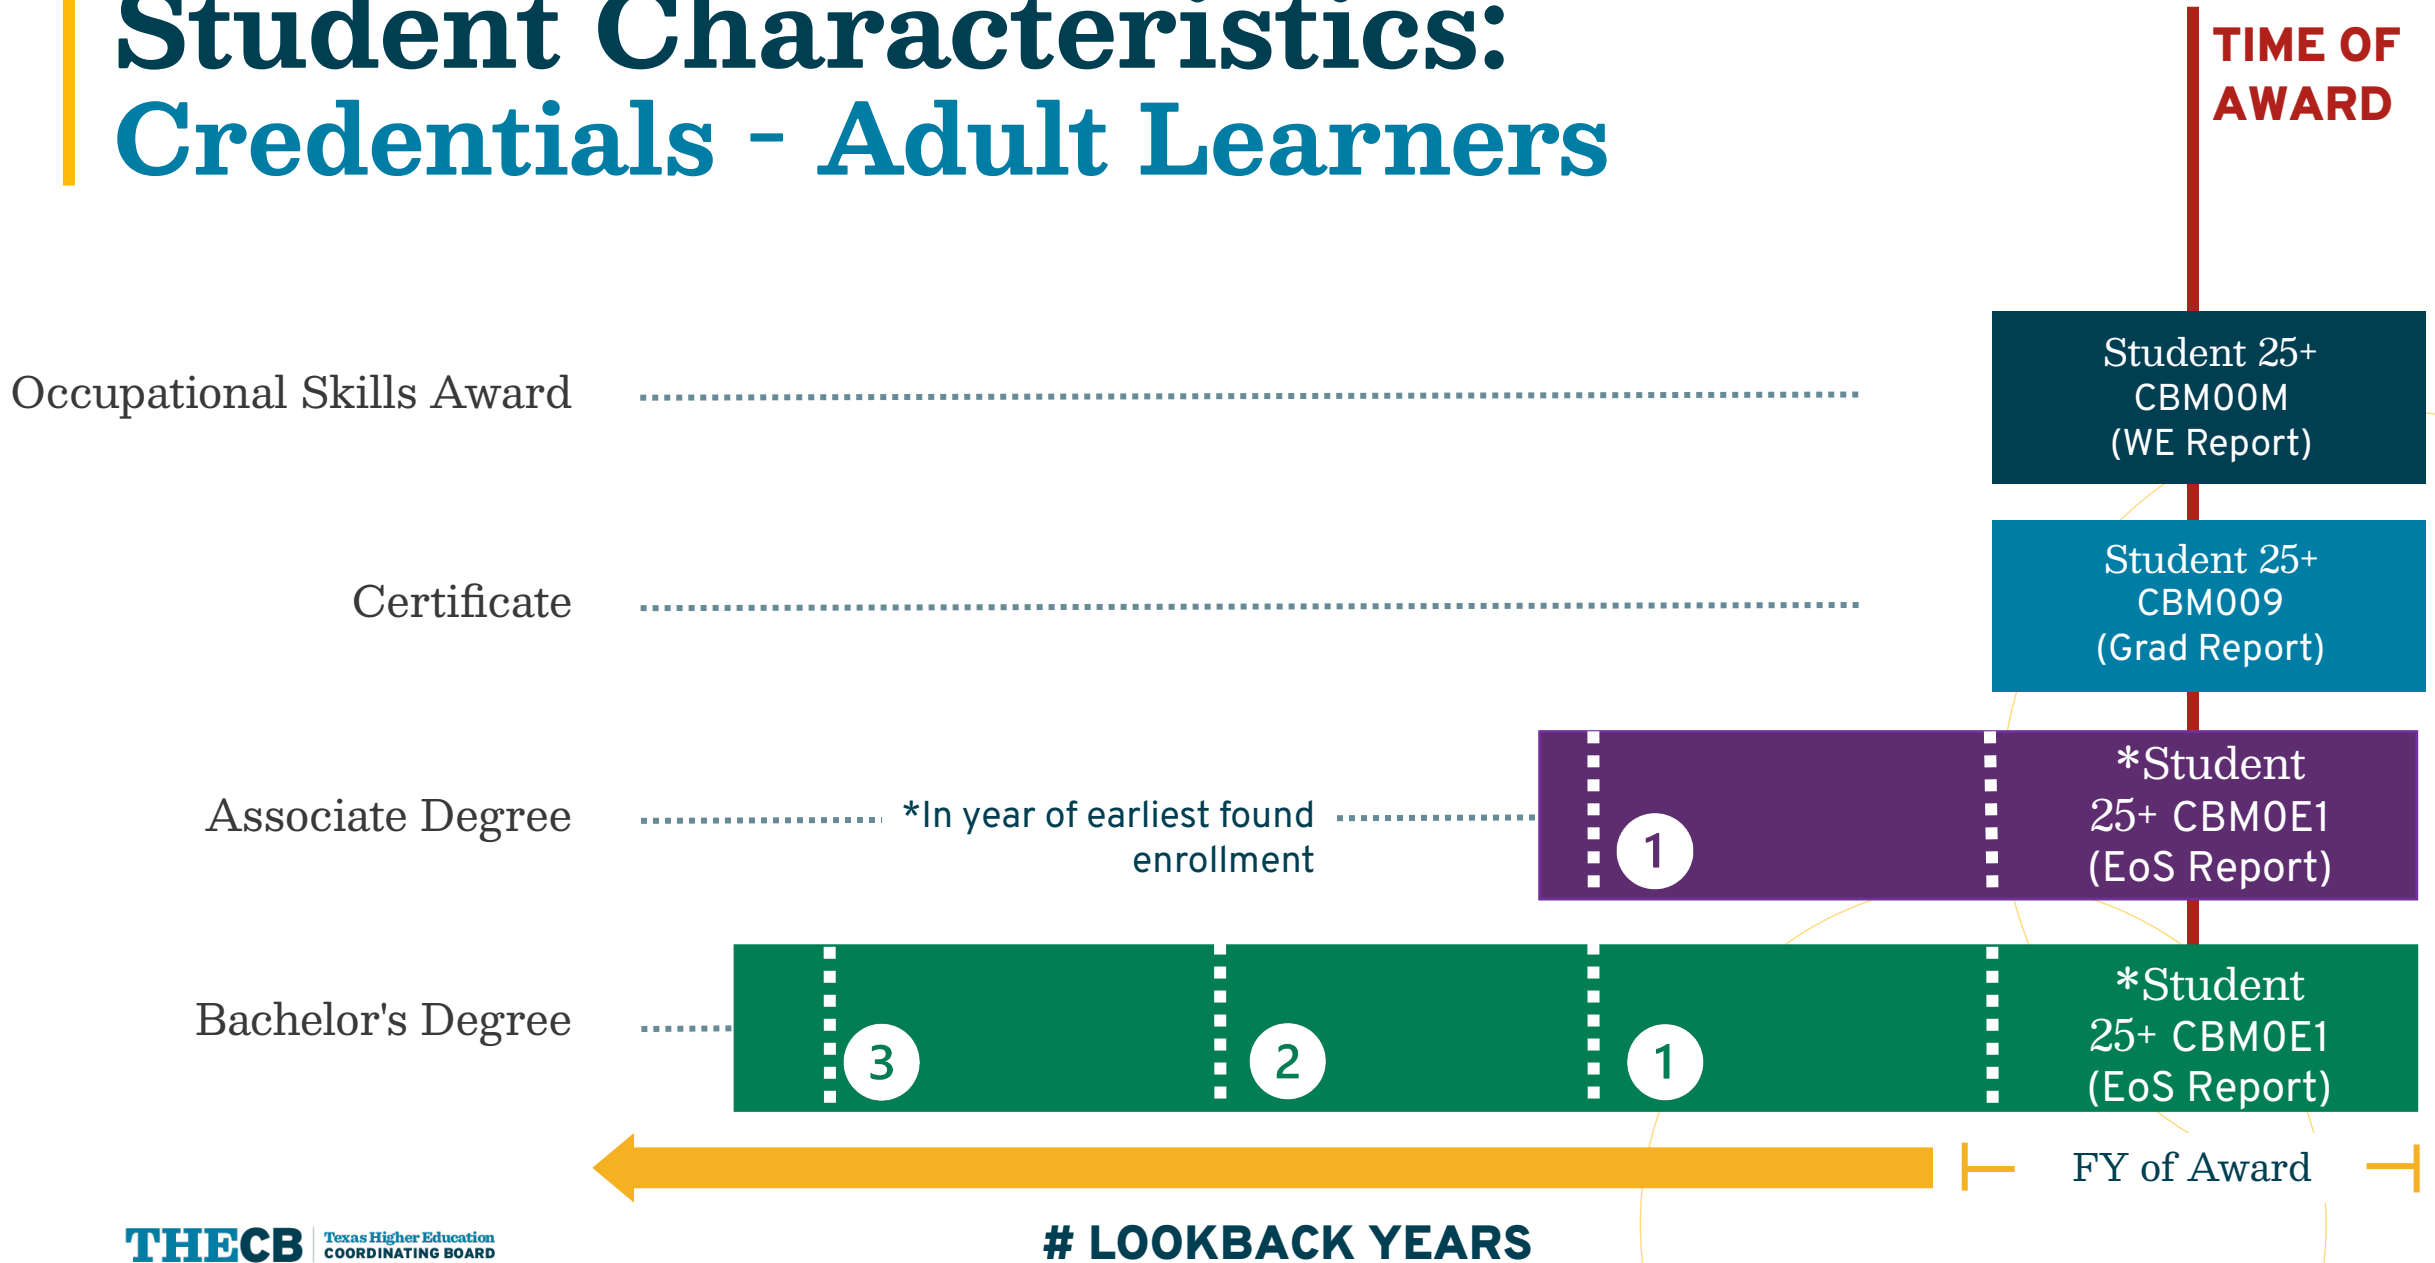 Student Characteristics:
Credentials - Adult Learners
TIME OF
AWARD
Occupational Skills Award
Student 25+
CBM00M
(WE Report)
Certificate
Student 25+
CBM009
(Grad Report)
Associate Degree
*In year of earliest found
enrollment
1
*Student
25+ CBM0E1
(EoS Report)
Bachelor's Degree
3
2
1
*Student
25+ CBM0E1
(EoS Report)
FY of Award
# LOOKBACK YEARS
THECB
Texas Higher Education
COORDINATING BOARD